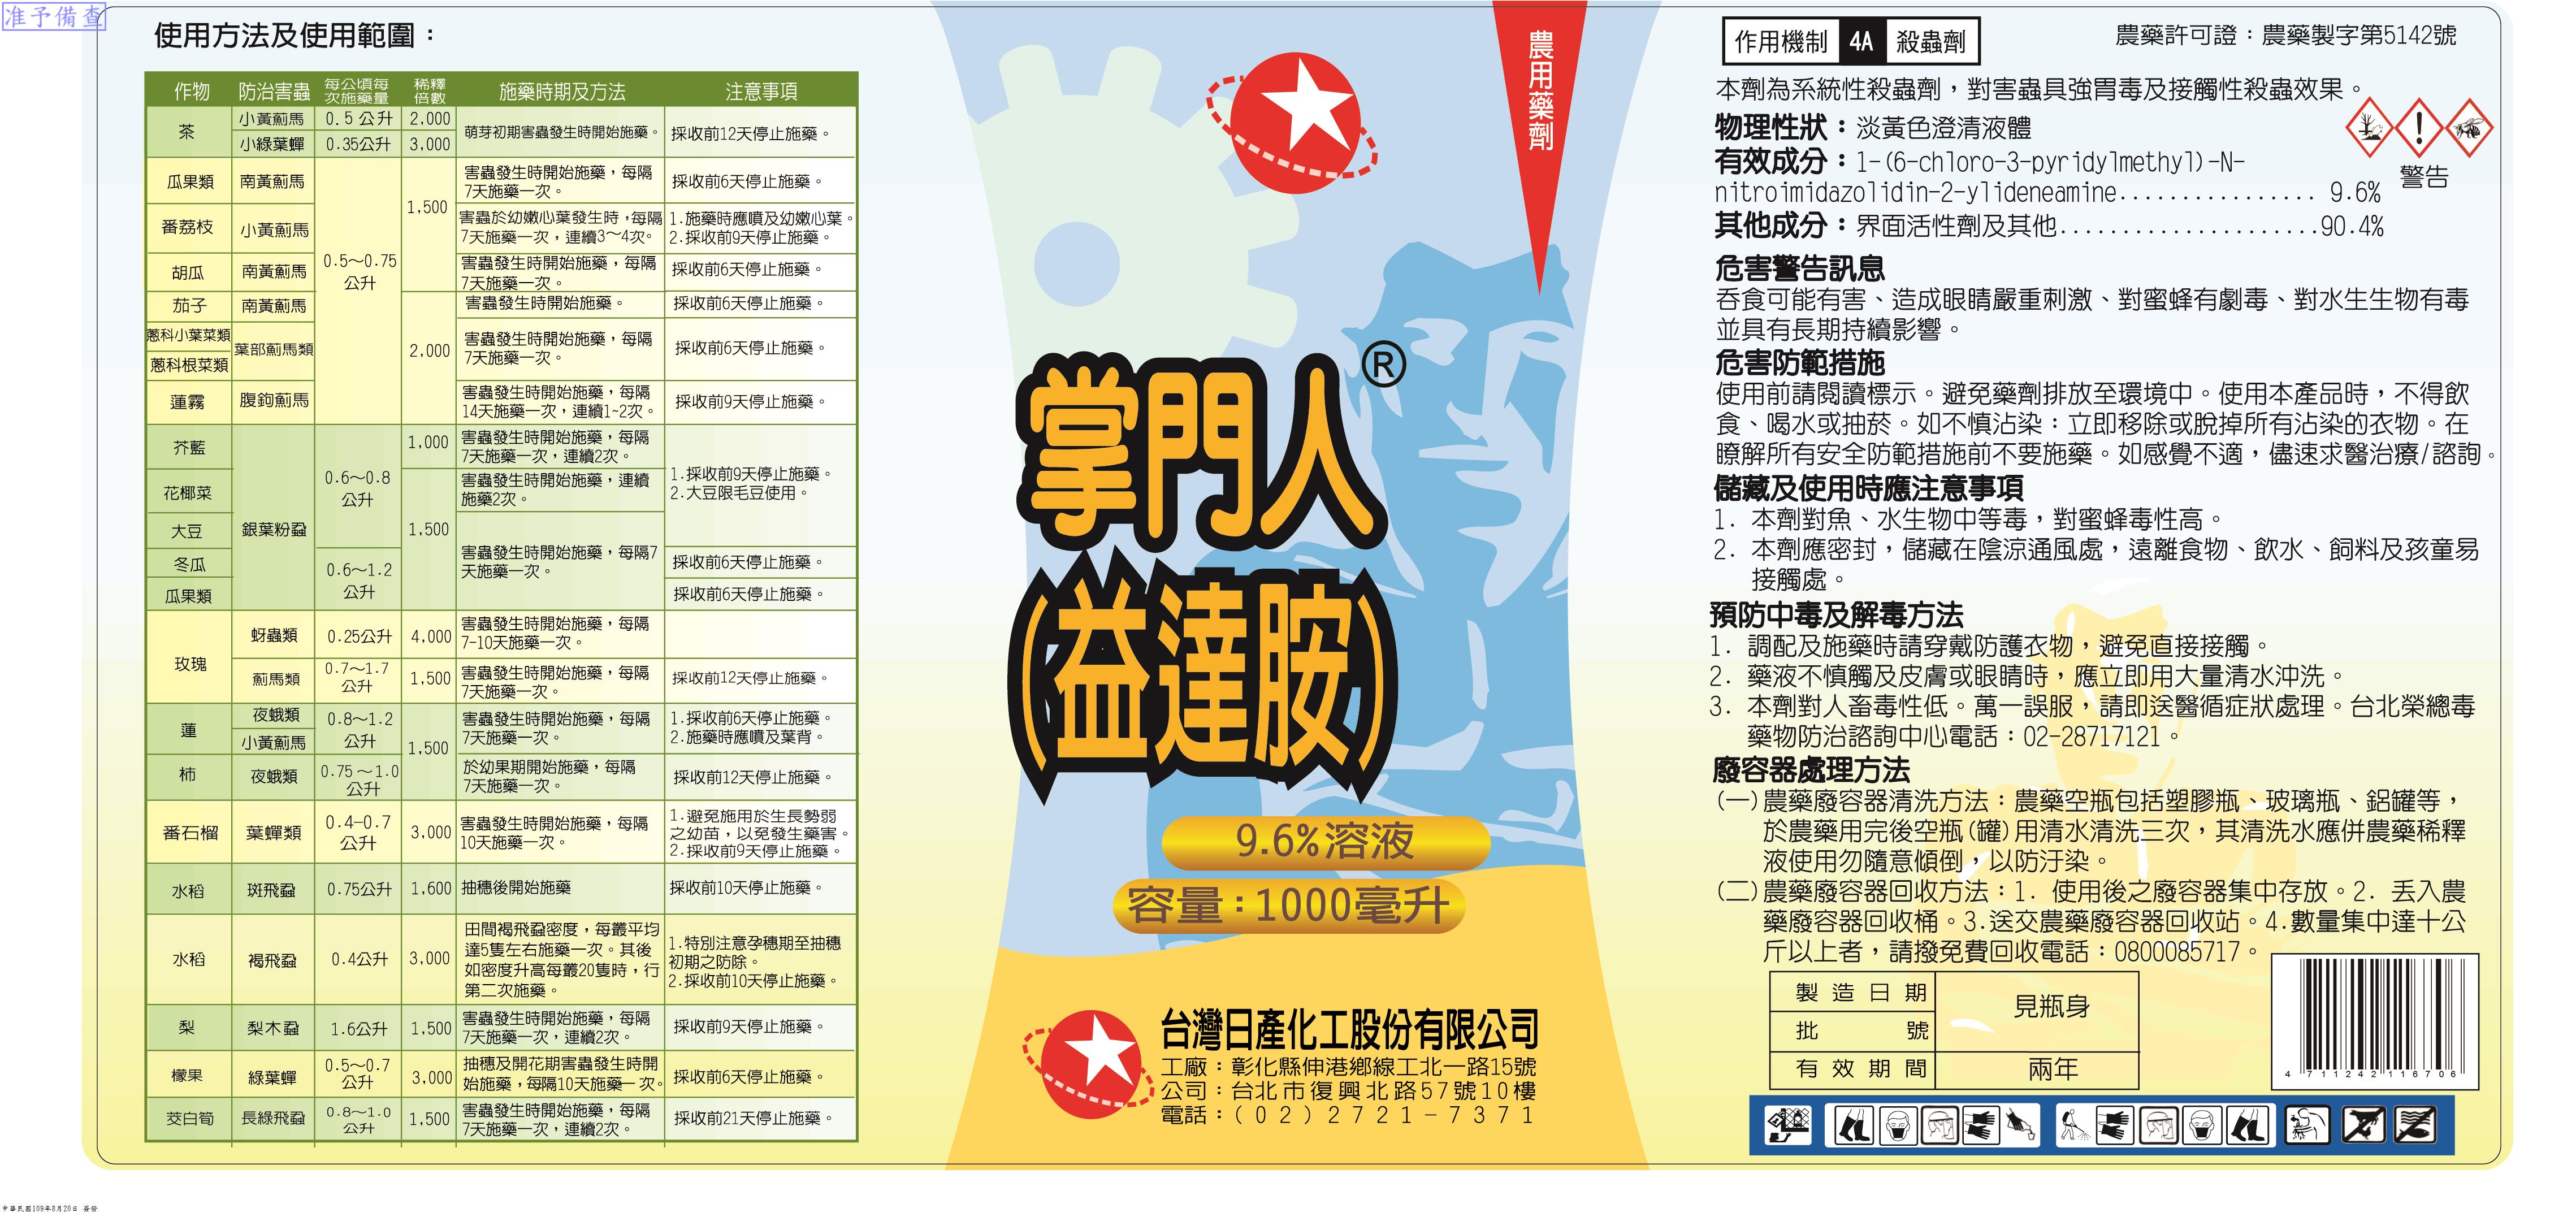 准予備查
使用方法及使用範圍：
作物 防治害蟲 每公頃每次施藥量 稀釋倍數 施藥時期及方法 注意事項
茶 小黃薊馬 0.5公升 2,000 萌芽初期害蟲發生時開始施藥。 採收前12天停止施藥。
小綠葉蟬 0.35公升 3,000
瓜果類 南黃薊馬 0.5～0.75公升 1,500 害蟲發生時開始施藥，每隔
7天施藥一次。 採收前6天停止施藥。
番荔枝 小黃薊馬 害蟲於幼嫩心葉發生時，每隔
7天施藥一次，連續3～4次。 1.施藥時應噴及幼嫩心葉。
2.採收前9天停止施藥。
胡瓜 南黃薊馬 害蟲發生時開始施藥，每隔
7天施藥一次。 採收前6天停止施藥。
茄子 南黃薊馬 2,000 害蟲發生時開始施藥。 採收前6天停止施藥。
蔥科小葉菜類 葉部薊馬類 害蟲發生時開始施藥，每隔
7天施藥一次。 採收前6天停止施藥。
蔥科根菜類
蓮霧 腹鉤薊馬 害蟲發生時開始施藥，每隔
14天施藥一次，連續1~2次。 採收前9天停止施藥。
芥藍 銀葉粉蝨 0.6～0.8公升 1,000 害蟲發生時開始施藥，每隔
7天施藥一次，連續2次。 1.採收前9天停止施藥。
2.大豆限毛豆使用。
花椰菜 1,500 害蟲發生時開始施藥，連續
施藥2次。
大豆 害蟲發生時開始施藥，每隔7
天施藥一次。
冬瓜 0.6～1.2公升 採收前6天停止施藥。
瓜果類 採收前6天停止施藥。
玫瑰 蚜蟲類 0.25公升 4,000 害蟲發生時開始施藥，每隔
7-10天施藥一次。
薊馬類 0.7～1.7公升 1,500 害蟲發生時開始施藥，每隔
7天施藥一次。 採收前12天停止施藥。
蓮 夜蛾類 0.8～1.2公升 1,500 害蟲發生時開始施藥，每隔
7天施藥一次。 1.採收前6天停止施藥。
2.施藥時應噴及葉背。
小黃薊馬
柿 夜蛾類 0.75～1.0公升 於幼果期開始施藥，每隔
7天施藥一次。 採收前12天停止施藥。
番石榴 葉蟬類 0.4-0.7公升 3,000 害蟲發生時開始施藥，每隔
10天施藥一次。 1.避免施用於生長勢弱
之幼苗，以免發生藥害。
2.採收前9天停止施藥。
水稻 斑飛蝨 0.75公升 1,600 抽穗後開始施藥 採收前10天停止施藥。
水稻 褐飛蝨 0.4公升 3,000 田間褐飛蝨密度，每叢平均
達5隻左右施藥一次。其後
如密度升高每叢20隻時，行
第二次施藥。 1.特別注意孕穗期至抽穗
初期之防除。
2.採收前10天停止施藥。
梨 梨木蝨 1.6公升 1,500 害蟲發生時開始施藥，每隔
7天施藥一次，連續2次。 採收前9天停止施藥。
檬果 綠葉蟬 0.5～0.7公升 3,000 抽穗及開花期害蟲發生時開
始施藥，每隔10天施藥一次。 採收前6天停止施藥。
茭白筍 長綠飛蝨 0.8～1.0公升 1,500 害蟲發生時開始施藥，每隔
7天施藥一次，連續2次。 採收前21天停止施藥。
農用藥劑
掌門人®
(益達胺)
9.6%溶液
容量：1000毫升
台灣日產化工股份有限公司
工廠：彰化縣伸港鄉線工北一路15號
公司：台北市復興北路57號10樓
電話：(02)2721-7371
作用機制 4A 殺蟲劑
農藥許可證：農藥製字第5142號
本劑為系統性殺蟲劑，對害蟲具強胃毒及接觸性殺蟲效果。
物理性狀：淡黃色澄清液體
有效成分：1-(6-chloro-3-pyridylmethyl)-N-
nitroimidazolidin-2-ylideneamine................ 9.6%
警告
其他成分：界面活性劑及其他.....................90.4%
危害警告訊息
吞食可能有害、造成眼睛嚴重刺激、對蜜蜂有劇毒、對水生生物有毒
並具有長期持續影響。
危害防範措施
使用前請閱讀標示。避免藥劑排放至環境中。使用本產品時，不得飲
食、喝水或抽菸。如不慎沾染：立即移除或脫掉所有沾染的衣物。在
瞭解所有安全防範措施前不要施藥。如感覺不適，儘速求醫治療/諮詢。
儲藏及使用時應注意事項
1. 本劑對魚、水生物中等毒，對蜜蜂毒性高。
2. 本劑應密封，儲藏在陰涼通風處，遠離食物、飲水、飼料及孩童易
接觸處。
預防中毒及解毒方法
1. 調配及施藥時請穿戴防護衣物，避免直接接觸。
2. 藥液不慎觸及皮膚或眼睛時，應立即用大量清水沖洗。
3. 本劑對人畜毒性低。萬一誤服，請即送醫循症狀處理。台北榮總毒
藥物防治諮詢中心電話：02-28717121。
廢容器處理方法
(一)農藥廢容器清洗方法：農藥空瓶包括塑膠瓶、玻璃瓶、鋁罐等，
於農藥用完後空瓶(罐)用清水清洗三次，其清洗水應併農藥稀釋
液使用勿隨意傾倒，以防汙染。
(二)農藥廢容器回收方法：1. 使用後之廢容器集中存放。2. 丟入農
藥廢容器回收桶。3.送交農藥廢容器回收站。4.數量集中達十公
斤以上者，請撥免費回收電話：0800085717。
製造日期 見瓶身
批號
有效期間 兩年
4711242116706
中華民國109年8月20日 簽發